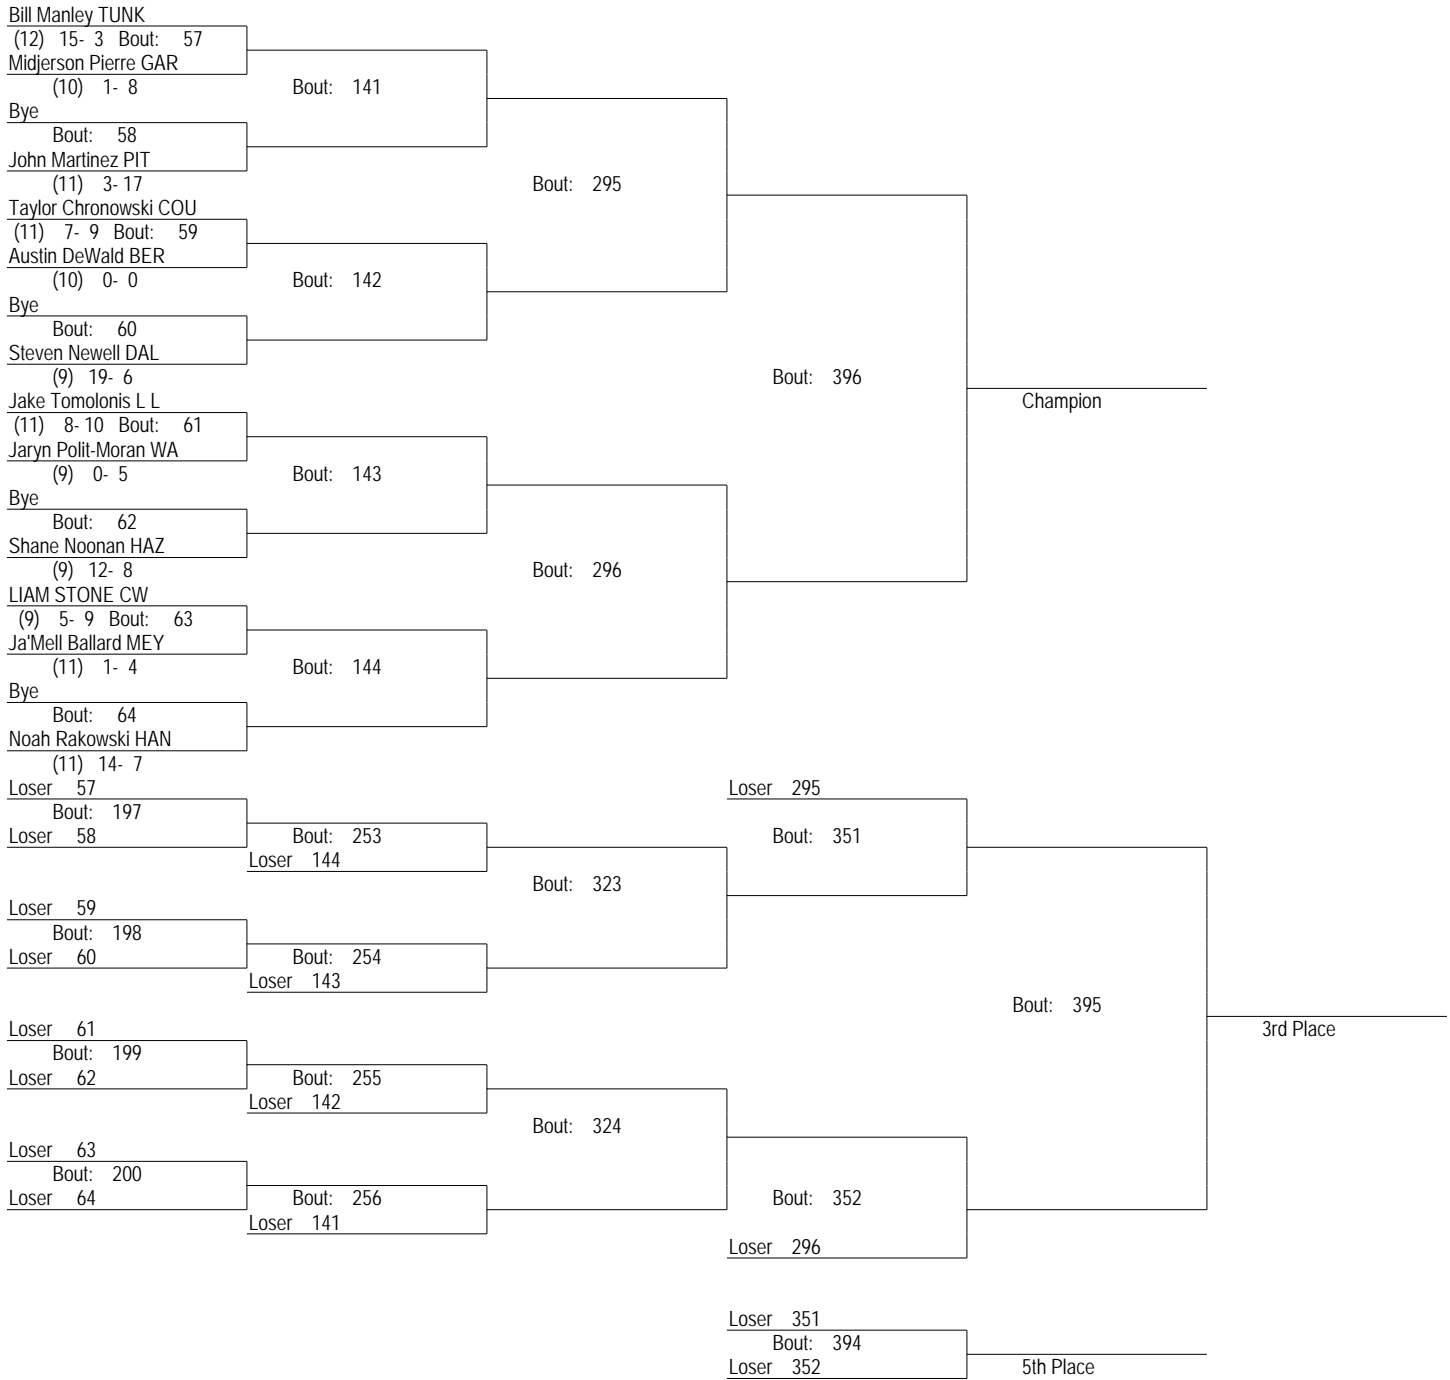 Bill Manley TUNK
(12) 15- 3 Bout: 57
Midjerson Pierre GAR
(10) 1- 8
Bout: 141
Bye
Bout: 58
John Martinez PIT
(11) 3- 17
Bout: 295
Taylor Chronowski COU
(11) 7- 9 Bout: 59
Austin DeWald BER
(10) 0- 0
Bout: 142
Bye
Bout: 60
Steven Newell DAL
(9) 19- 6
Bout: 396
Jake Tomolonis L L
Champion
(11) 8- 10 Bout: 61
Jaryn Polit-Moran WA
(9) 0- 5
Bout: 143
Bye
Bout: 62
Shane Noonan HAZ
(9) 12- 8
Bout: 296
LIAM STONE CW
(9) 5- 9 Bout: 63
Ja'Mell Ballard MEY
(11) 1- 4
Bout: 144
Bye
Bout: 64
Noah Rakowski HAN
(11) 14- 7
Loser 57
Loser 295
Bout: 197
Loser 58
Bout: 253
Bout: 351
Loser 144
Bout: 323
Loser 59
Bout: 198
Loser 60
Bout: 254
Loser 143
Bout: 395
Loser 61
3rd Place
Bout: 199
Loser 62
Bout: 255
Loser 142
Bout: 324
Loser 63
Bout: 200
Loser 64
Bout: 256
Bout: 352
Loser 141
Loser 296
Loser 351
Bout: 394
Loser 352
5th Place